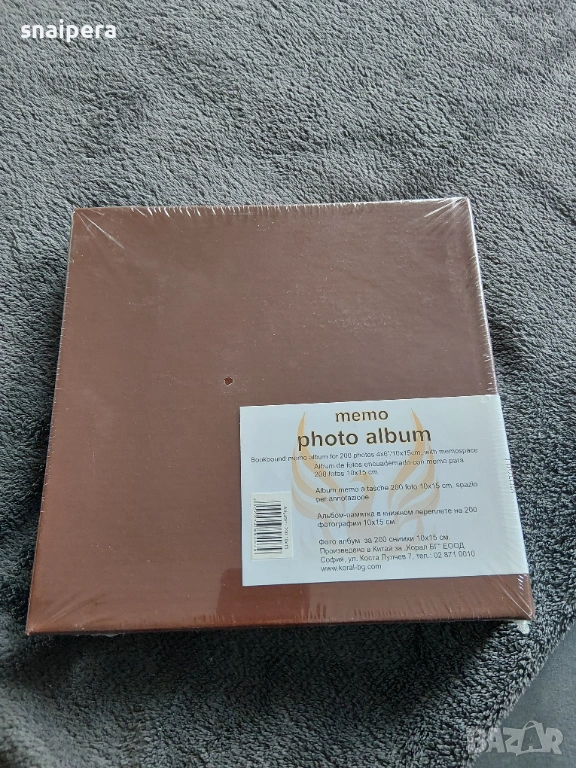 snaipera
memo
photo album
Bookbound memo album for 200 photos 4x6"/10x15cm, with memospace
Album de fotos encuadernado con memo para
200 fotos 10x15 cm
Album memo a tasche 200 foto 10x15 cm, spazio
per annotazione
Альбом-памятка в книжном переплете на 200
фотографии 10x15 см
Фото албум за 200 снимки 10x15 см
Произведено в Китай за „Корал БГ" ЕООД
София, ул. Коста Лулчев 7, тел.: 02 871 0010
www.koral-bg.com
BAZAR